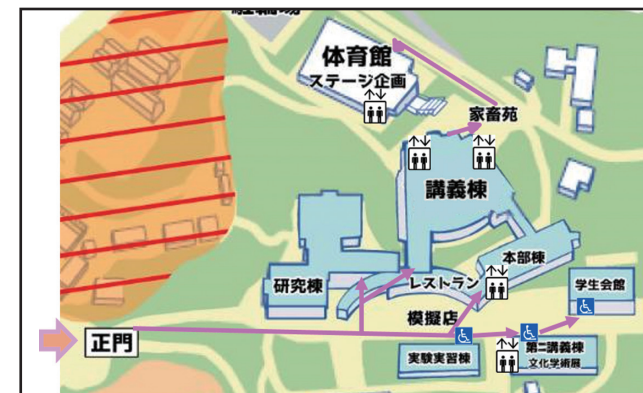 体育館
ステージ企画
家畜苑
講義棟
本部棟
研究棟
レストラン
学生会館
模擬店
正門
実験実習棟
第二講義棟
文化学術展